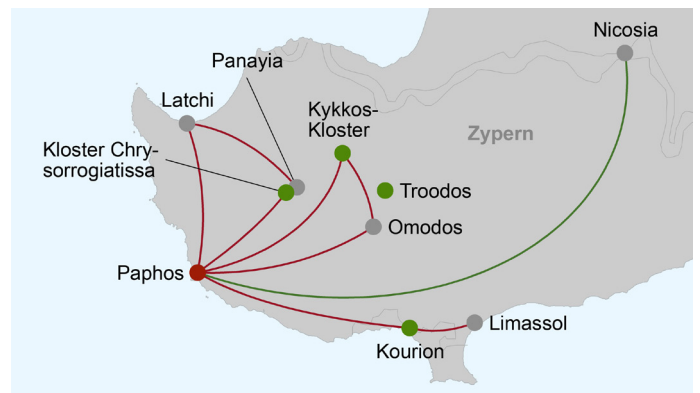 Nicosia
Panayia
Latchi
Kykkos-
Kloster
Zypern
Kloster Chry-
sorrogiatissa
Troodos
Omodos
Paphos
Limassol
Kourion